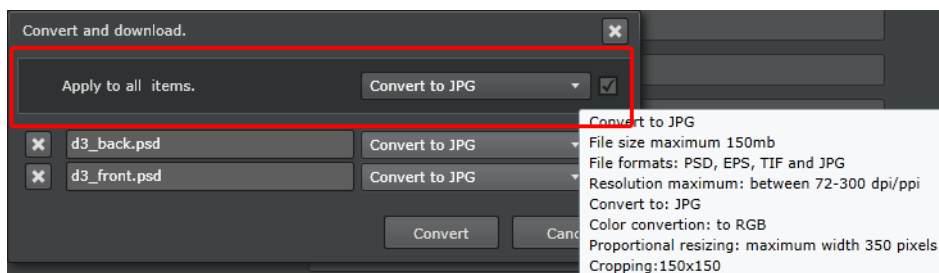 Convert and download.
Apply to all items.
Convert to JPG
d3_back.psd
Convert to JPG
d3_front.psd
Convert to JPG
Convert
Canc
Convert to JPG
File size maximum 150mb
File formats: PSD, EPS, TIF and JPG
Resolution maximum: between 72-300 dpi/ppi
Convert to: JPG
Color convertion: to RGB
Proportional resizing: maximum width 350 pixels
Cropping:150x150